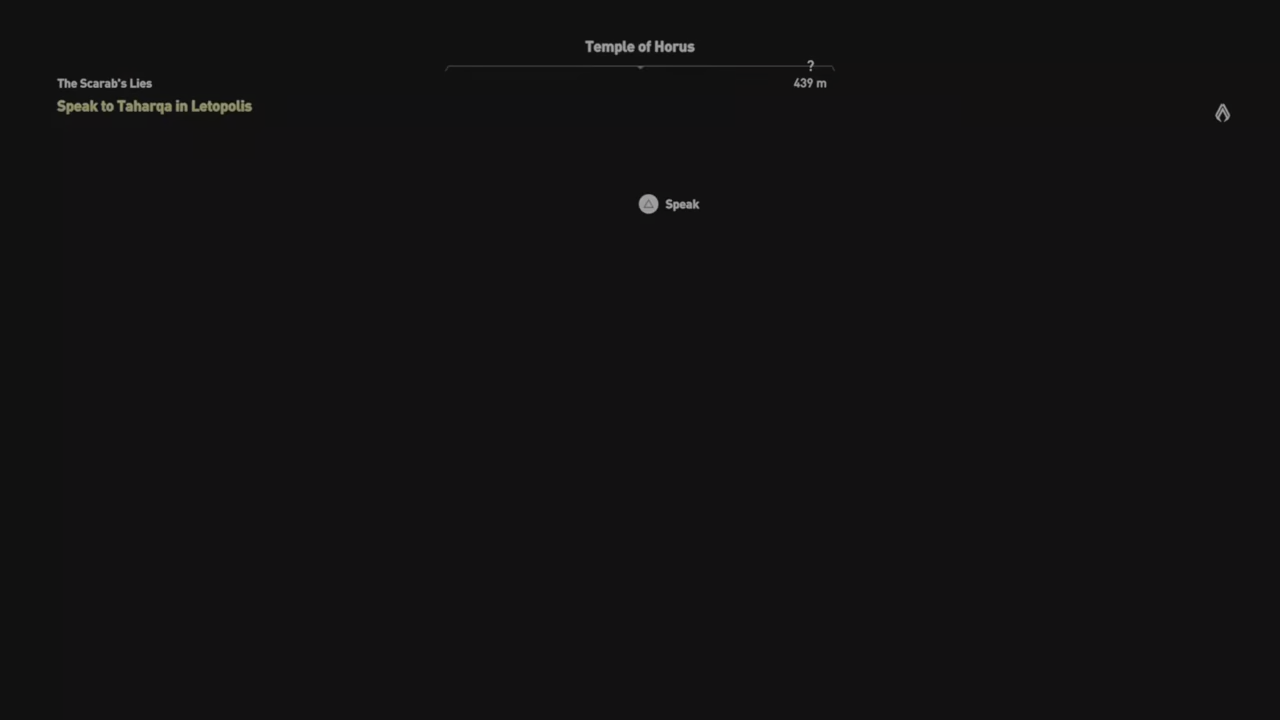 Temple of Horus
?
The Scarab's Lies
439 m
Speak to Taharqa in Letopolis
Speak